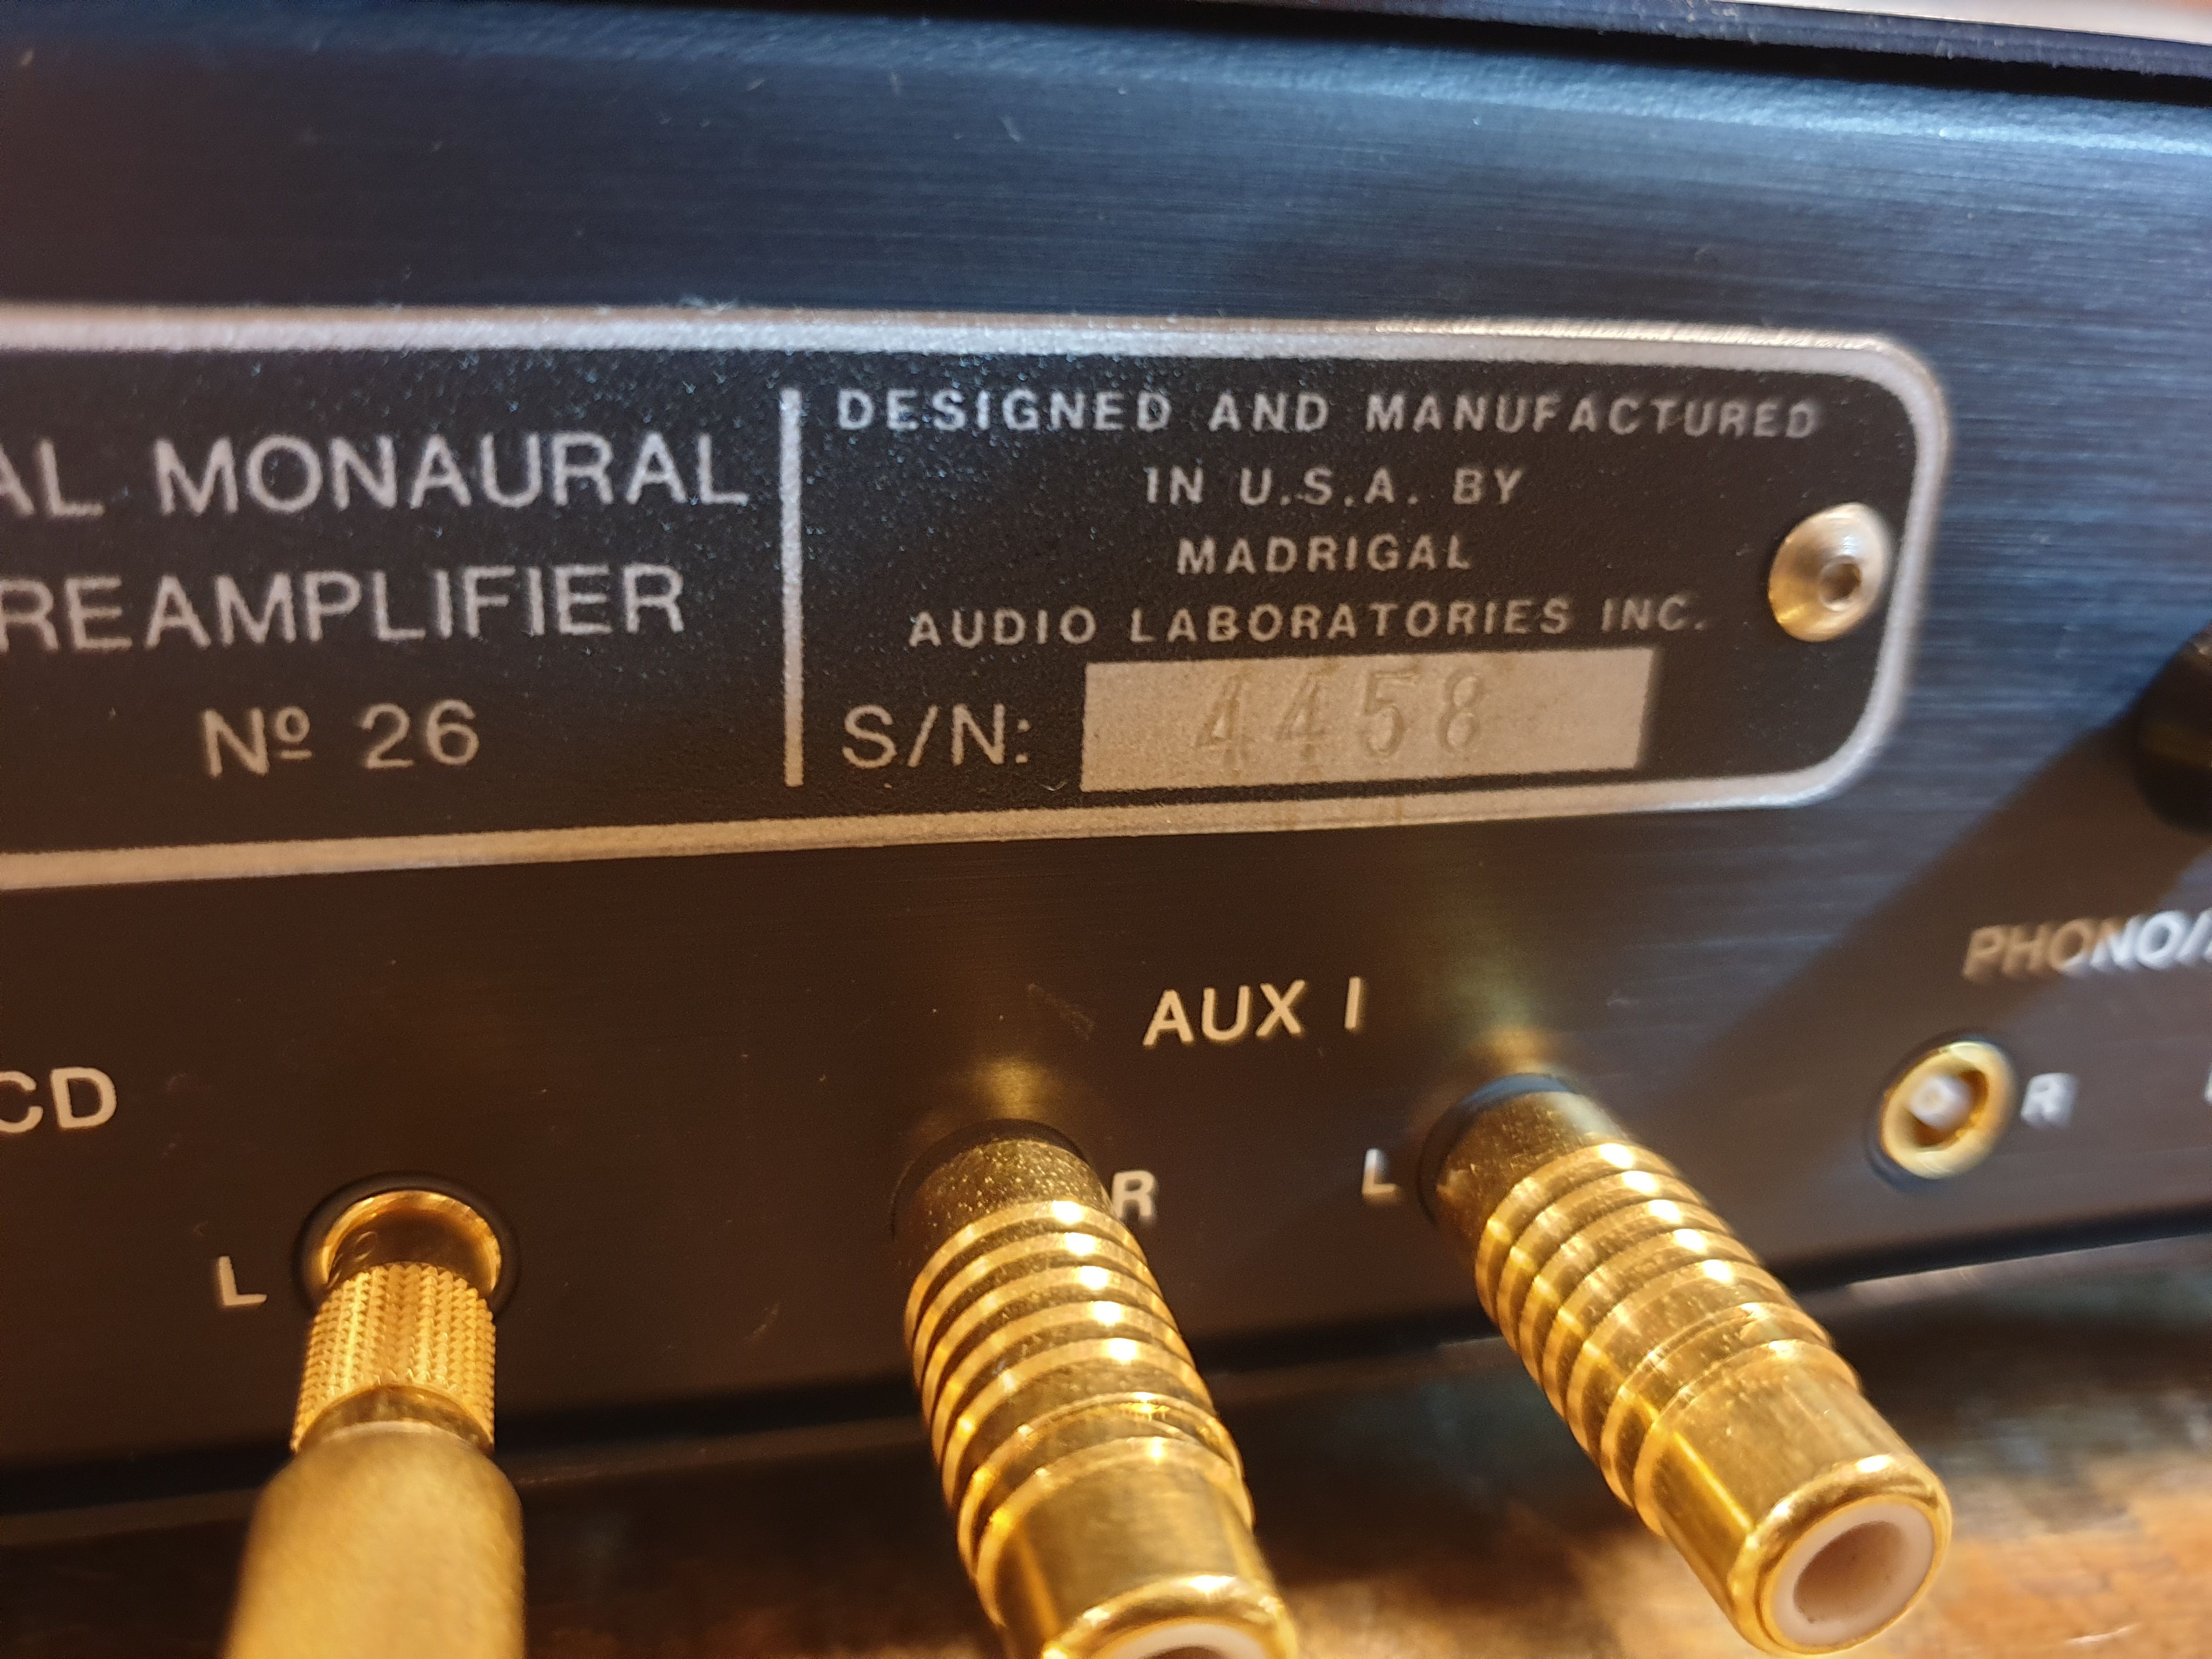 AL MONAURAL
REAMPLIFIER
Nº 26
DESIGNED AND MANUFACTURED
IN U.S.A. BY
MADRIGAL
AUDIO LABORATORIES INC.
S/N: 4458
CD
L
AUX I
R
L
PHONO/
R